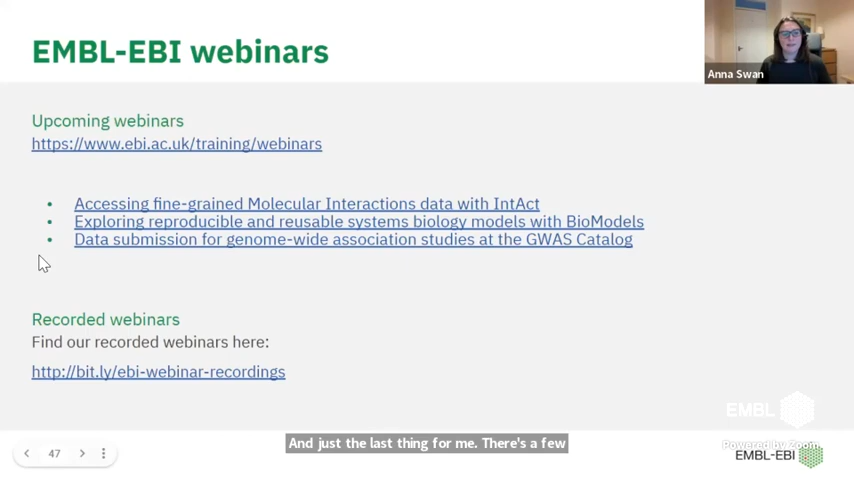 EMBL-EBI webinars
Anna Swan
Upcoming webinars
https://www.ebi.ac.uk/training/webinars
• Accessing fine-grained Molecular Interactions data with IntAct
• Exploring reproducible and reusable systems biology models with BioModels
• Data submission for genome-wide association studies at the GWAS Catalog
•
Recorded webinars
Find our recorded webinars here:
http://bit.ly/ebi-webinar-recordings
EMBL
And just the last thing for me. There's a few
Powered by Zoom
47
EMBL-EBI